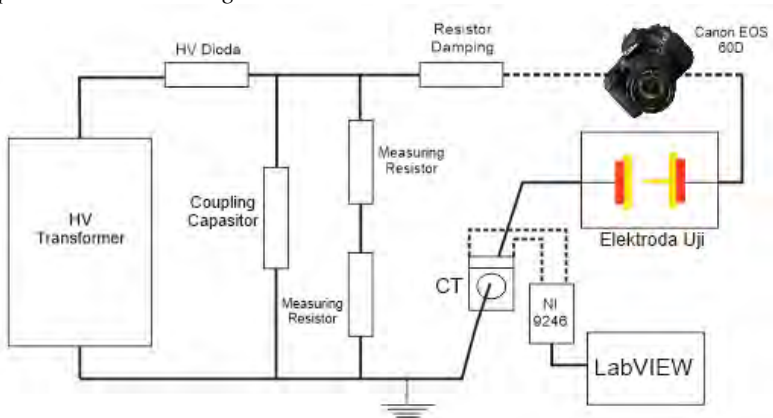 Resistor
Damping
Canon EOS
60D
HV Dioda
Measuring
Resistor
Coupling
Capasitor
HV
Transformer
Elektroda Uji
Measuring
Resistor
CT
NI
9246
LabVIEW